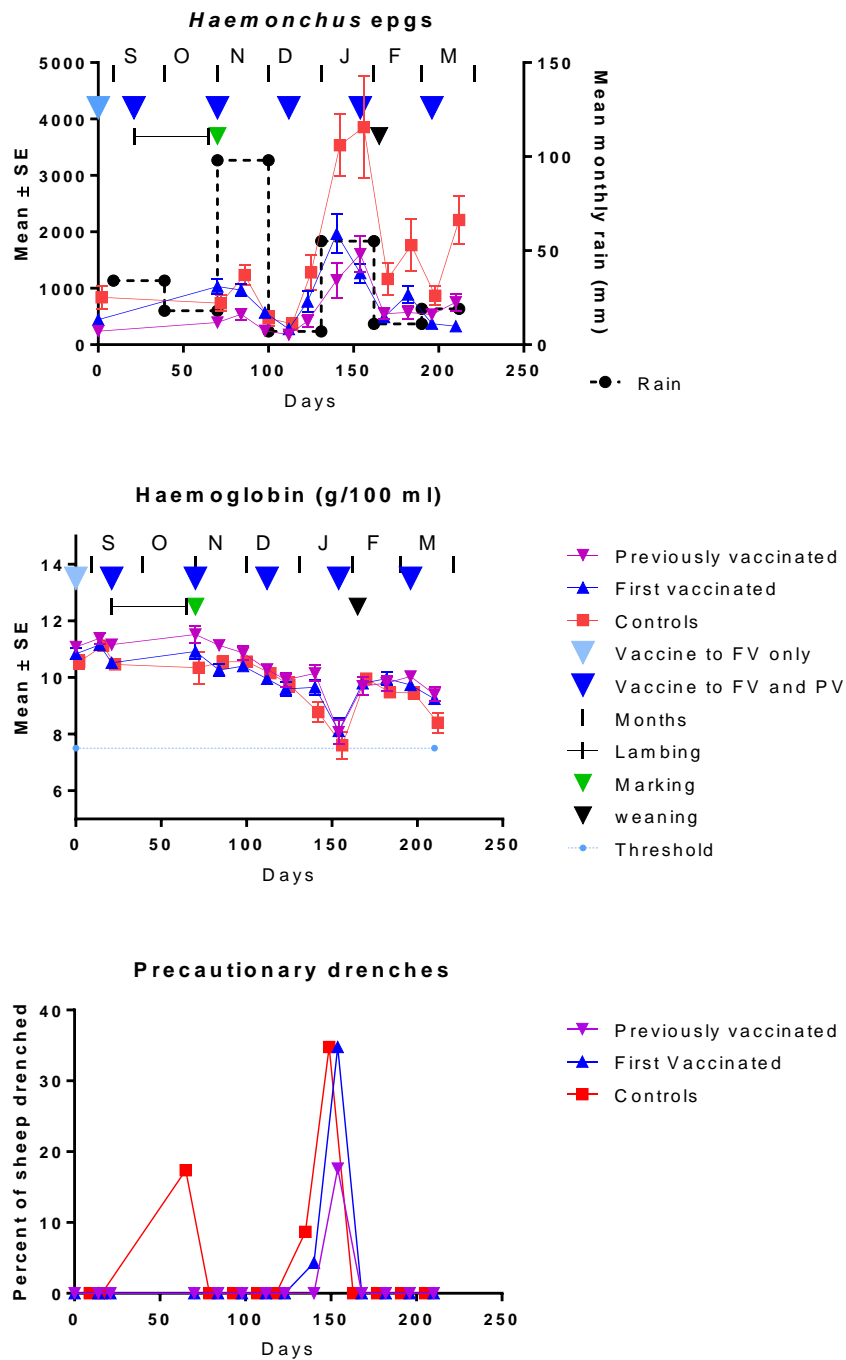 Haemonchus epgs
S O N D J F M
5000 150
4000
3000 100
2000 50
1000
0 0
Mean ± SE
Mean monthly rain (mm)
0 50 100 150 200 250
Days
Rain
Haemoglobin (g/100 ml)
S O N D J F M
14
12
10
8
6
Mean ± SE
0 50 100 150 200 250
Days
Previously vaccinated
First vaccinated
Controls
Vaccine to FV only
Vaccine to FV and PV
Months
Lambing
Marking
weaning
Threshold
Precautionary drenches
40
30
20
10
0
Percent of sheep drenched
0 50 100 150 200 250
Days
Previously vaccinated
First Vaccinated
Controls